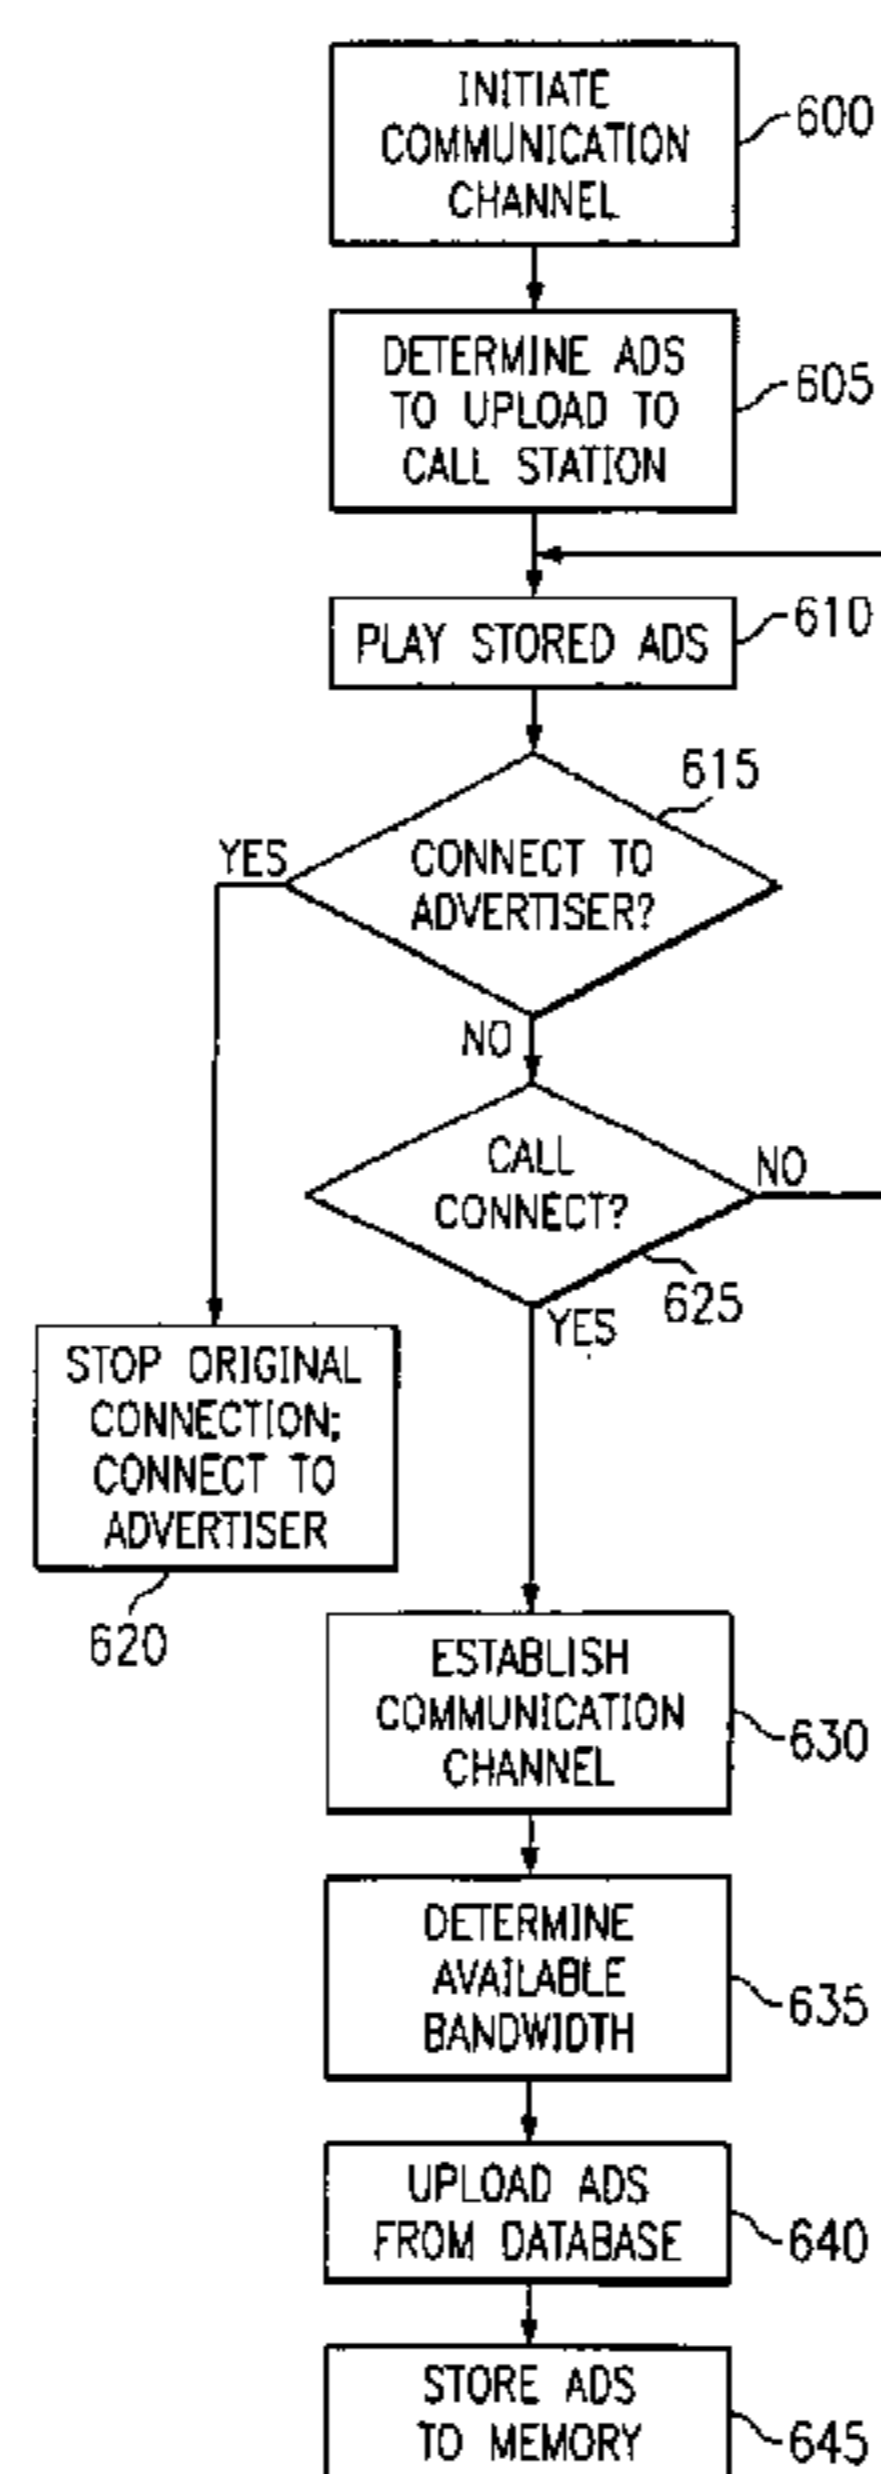 INITIATE
COMMUNICATION
CHANNEL
600
DETERMINE ADS
TO UPLOAD TO
CALL STATION
605
PLAY STORED ADS
610
615
CONNECT TO
ADVERTISER?
YES
NO
CALL
CONNECT?
NO
625
YES
STOP ORIGINAL
CONNECTION;
CONNECT TO
ADVERTISER
620
ESTABLISH
COMMUNICATION
CHANNEL
630
DETERMINE
AVAILABLE
BANDWIDTH
635
UPLOAD ADS
FROM DATABASE
640
STORE ADS
TO MEMORY
645